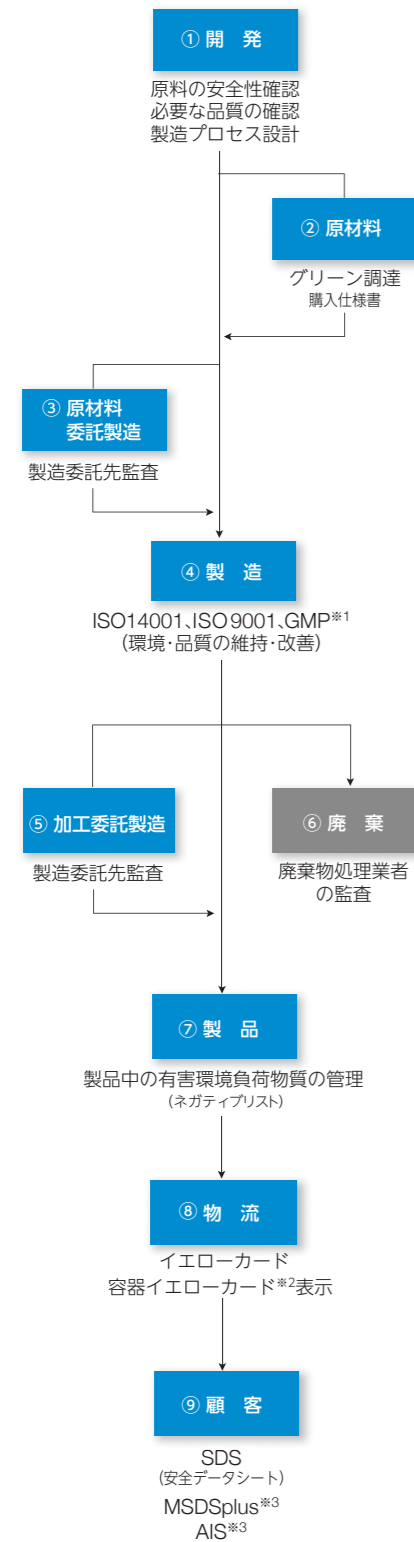 ① 開 発
原料の安全性確認
必要な品質の確認
製造プロセス設計
② 原材料
グリーン調達
購入仕様書
③ 原材料
委託製造
製造委託先監査
④ 製 造
ISO14001、ISO9001、GMP※1
(環境・品質の維持・改善)
⑤ 加工委託製造
製造委託先監査
⑥ 廃 棄
廃棄物処理業者
の監査
⑦ 製 品
製品中の有害環境負荷物質の管理
(ネガティブリスト)
⑧ 物 流
イエローカード
容器イエローカード※2表示
⑨ 顧 客
SDS
(安全データシート)
MSDSplus※3
AIS※3